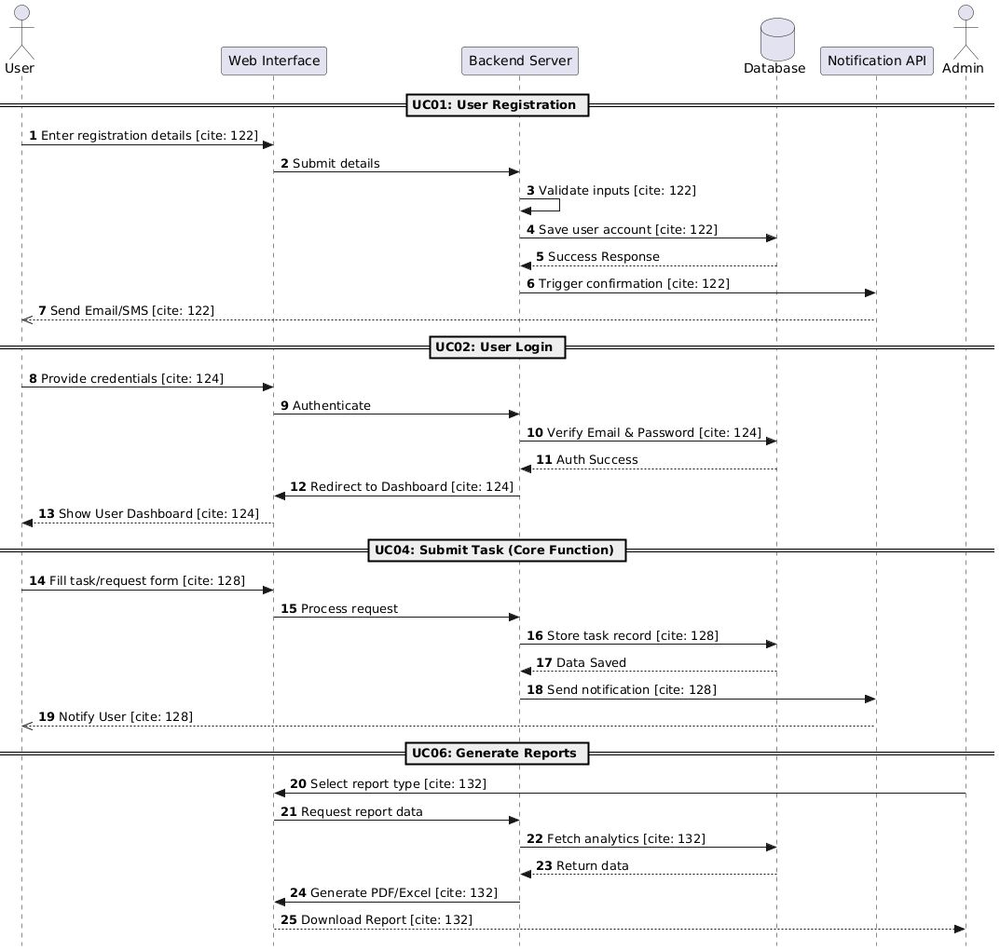 User
Web Interface
Backend Server
Database
Notification API
Admin
UC01: User Registration
1 Enter registration details [cite: 122]
2 Submit details
3 Validate inputs [cite: 122]
4 Save user account [cite: 122]
5 Success Response
6 Trigger confirmation [cite: 122]
7 Send Email/SMS [cite: 122]
UC02: User Login
8 Provide credentials [cite: 124]
9 Authenticate
10 Verify Email & Password [cite: 124]
11 Auth Success
12 Redirect to Dashboard [cite: 124]
13 Show User Dashboard [cite: 124]
UC04: Submit Task (Core Function)
14 Fill task/request form [cite: 128]
15 Process request
16 Store task record [cite: 128]
17 Data Saved
18 Send notification [cite: 128]
19 Notify User [cite: 128]
UC06: Generate Reports
20 Select report type [cite: 132]
21 Request report data
22 Fetch analytics [cite: 132]
23 Return data
24 Generate PDF/Excel [cite: 132]
25 Download Report [cite: 132]